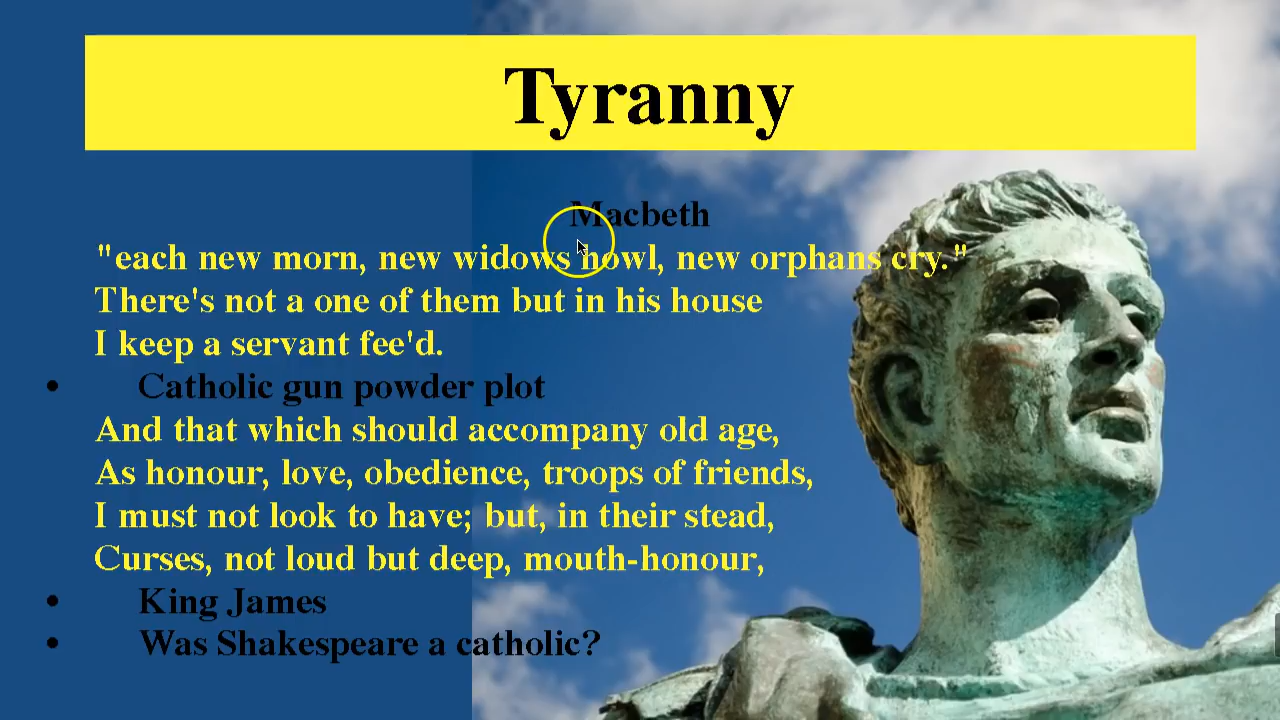 Tyranny
Macbeth
"each new morn, new widows howl, new orphans cry."
There's not a one of them but in his house
I keep a servant fee'd.
• Catholic gun powder plot
And that which should accompany old age,
As honour, love, obedience, troops of friends,
I must not look to have; but, in their stead,
Curses, not loud but deep, mouth-honour,
• King James
• Was Shakespeare a catholic?